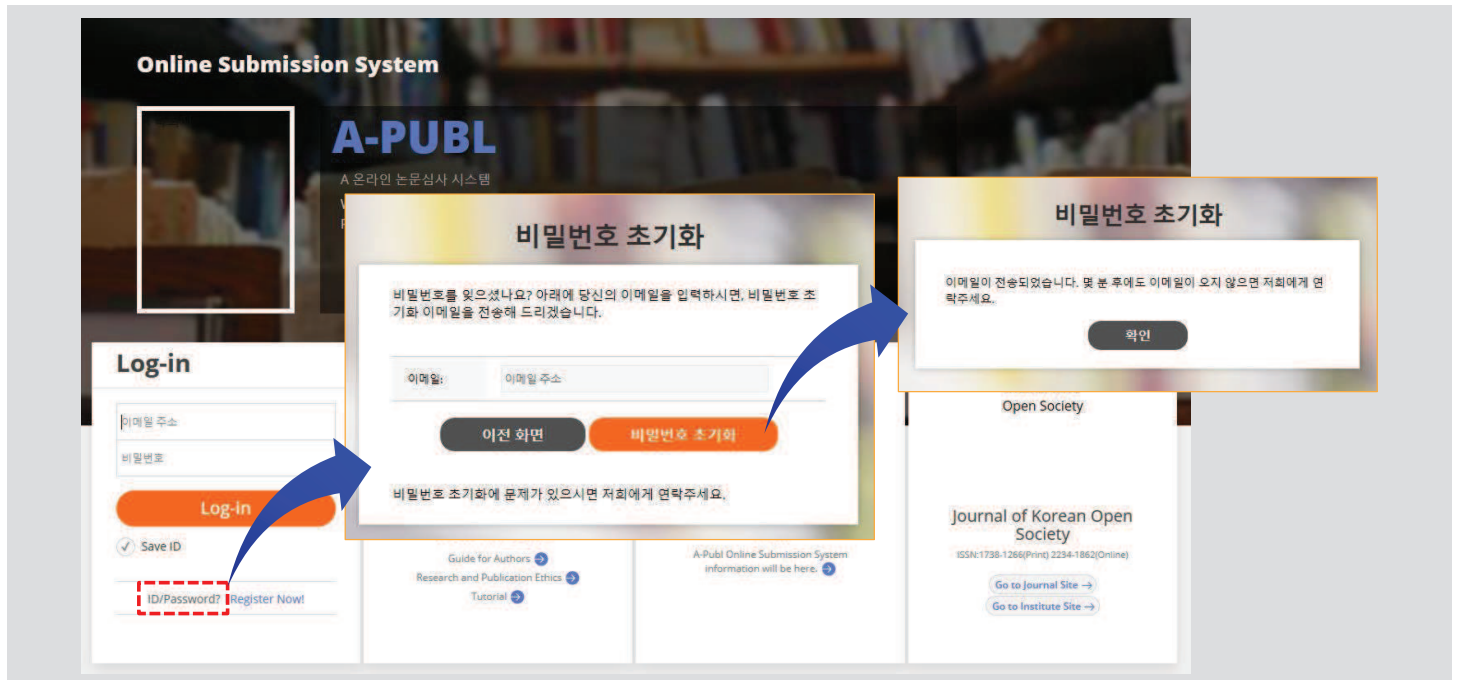 Online Submission System
A-PUBL
A 온라인 논문심사 시스템
Log-in
이메일 주소
비밀번호
Log-in
Save ID
ID/Password? Register Now!
비밀번호 초기화
비밀번호를 잊으셨나요? 아래에 당신의 이메일을 입력하시면, 비밀번호 초
기화 이메일을 전송해 드리겠습니다.
이메일: 이메일 주소
이전 화면 비밀번호 초기화
비밀번호 초기화에 문제가 있으시면 저희에게 연락주세요.
비밀번호 초기화
이메일이 전송되었습니다. 몇 분 후에도 이메일이 오지 않으면 저희에게 연
락주세요.
확인
Guide for Authors
Research and Publication Ethics
Tutorial
A-Publ Online Submission System
information will be here.
Open Society
Journal of Korean Open
Society
ISSN:1738-1266(Print) 2234-1862(Online)
Go to Journal Site →
Go to Institute Site →